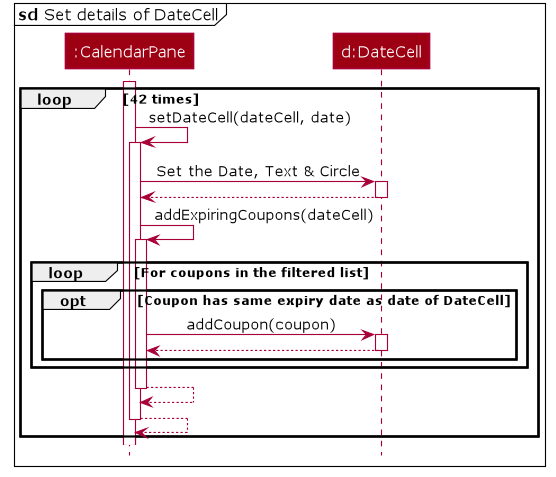 sd Set details of DateCell
:CalendarPane
d:DateCell
loop [42 times]
setDateCell(dateCell, date)
Set the Date, Text & Circle
addExpiringCoupons(dateCell)
loop [For coupons in the filtered list]
opt [Coupon has same expiry date as date of DateCell]
addCoupon(coupon)